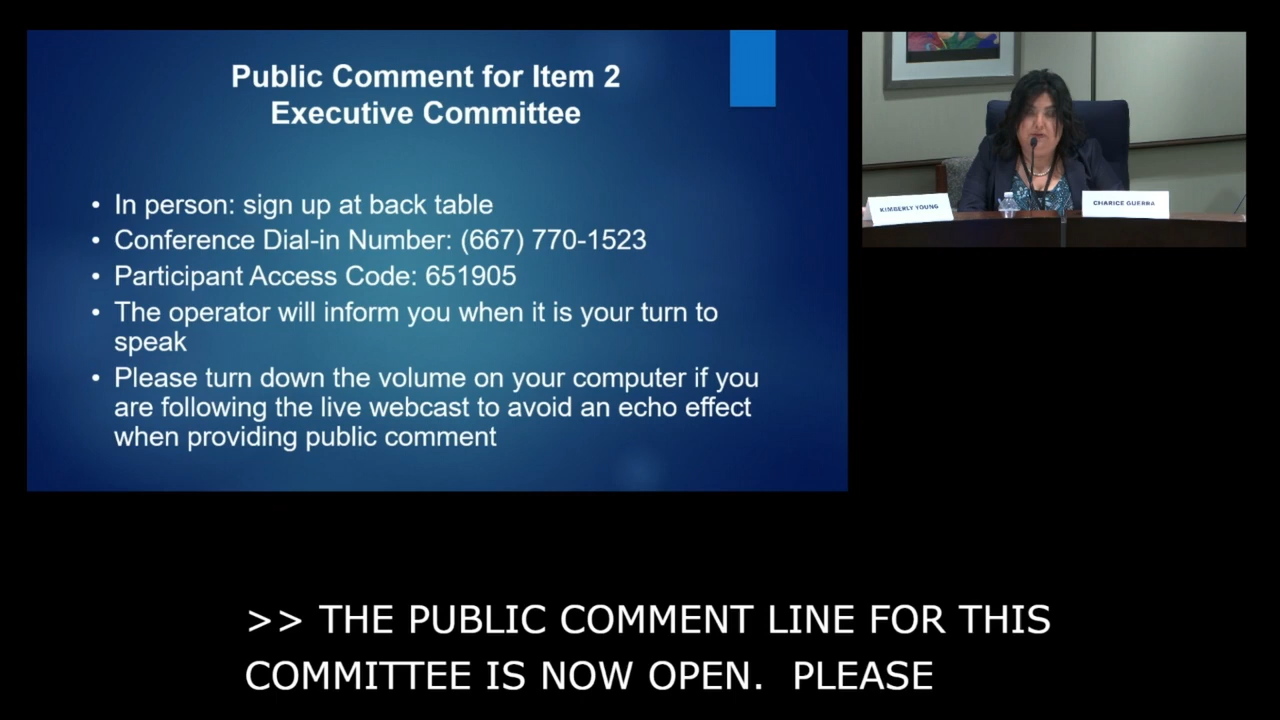 Public Comment for Item 2
Executive Committee
• In person: sign up at back table
• Conference Dial-in Number: (667) 770-1523
• Participant Access Code: 651905
• The operator will inform you when it is your turn to
speak
• Please turn down the volume on your computer if you
are following the live webcast to avoid an echo effect
when providing public comment
KIMBERLY YOUNG
CHARICE GUERRA
>> THE PUBLIC COMMENT LINE FOR THIS
COMMITTEE IS NOW OPEN.  PLEASE